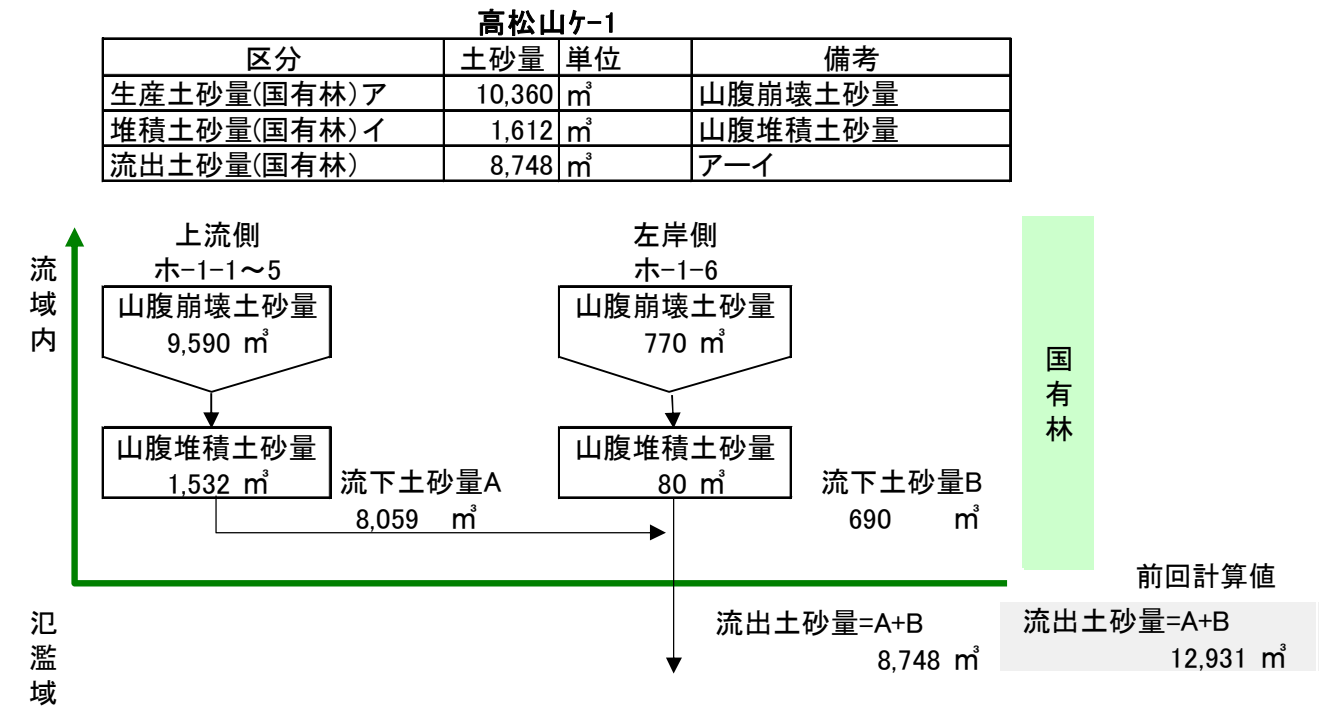 高松山ケ-1
区分 土砂量 単位 備考
生産土砂量(国有林)ア 10,360 ㎥ 山腹崩壊土砂量
堆積土砂量(国有林)イ 1,612 ㎥ 山腹堆積土砂量
流出土砂量(国有林) 8,748 ㎥ アーイ
流域内
上流側
ホ-1-1～5
山腹崩壊土砂量
9,590 ㎥
左岸側
ホ-1-6
山腹崩壊土砂量
770 ㎥
国有林
山腹堆積土砂量
1,532 ㎥
流下土砂量A
8,059 ㎥
山腹堆積土砂量
80 ㎥
流下土砂量B
690 ㎥
前回計算値
氾濫域
流出土砂量=A+B
8,748 ㎥
流出土砂量=A+B
12,931 ㎥